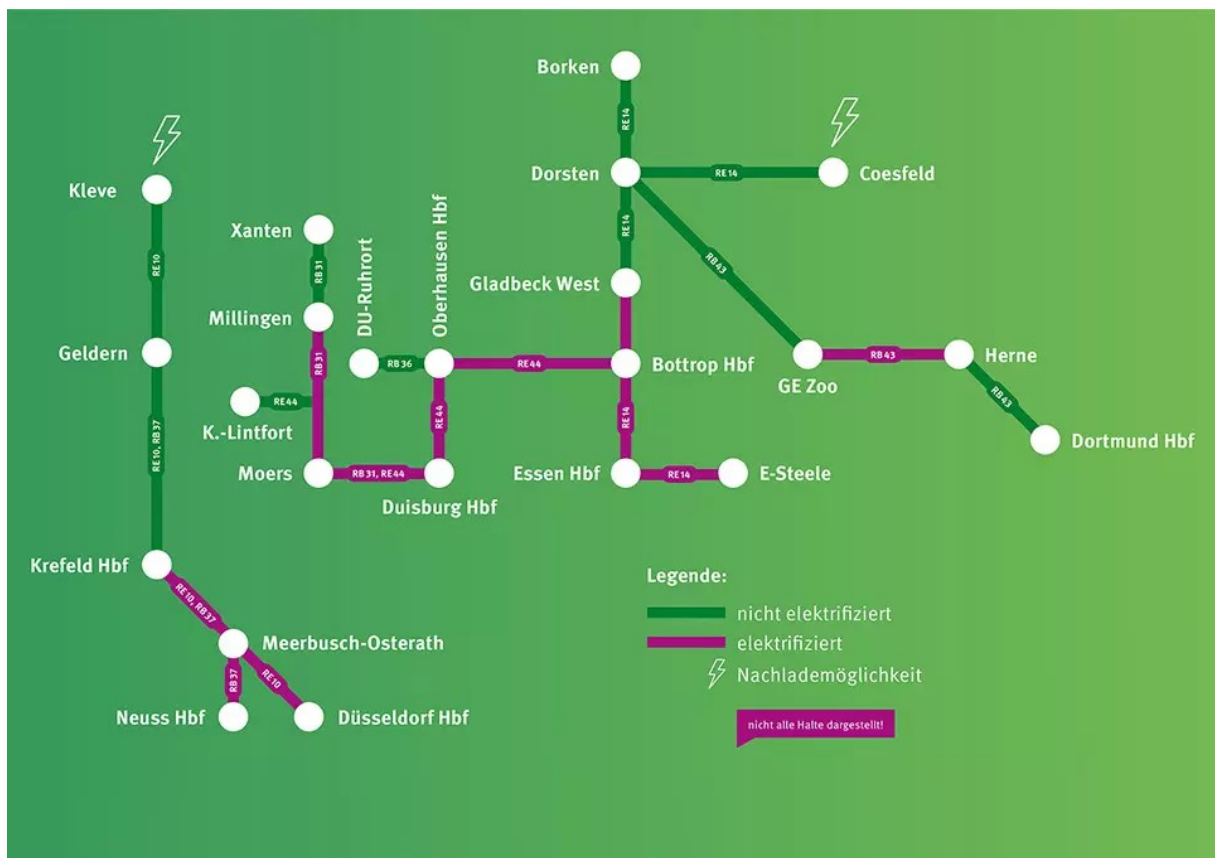 Borken
RE14
Kleve
Dorsten
RE14
Coesfeld
Xanten
RE14
RE10
RB31
DU-Ruhrort
Oberhausen Hbf
Gladbeck West
RB43
Millingen
Geldern
RB31
RB36
RE44
Bottrop Hbf
GE Zoo
RB43
Herne
RE44
K.-Lintfort
RE44
RE14
RB43
RE10, RB37
Dortmund Hbf
Moers
RB31, RE44
Duisburg Hbf
Essen Hbf
RE14
E-Steele
Krefeld Hbf
RE10, RB37
Meerbusch-Osterath
RB37
RE10
Neuss Hbf
Düsseldorf Hbf
Legende:
nicht elektrifiziert
elektrifiziert
Nachlademöglichkeit
nicht alle Halte dargestellt!